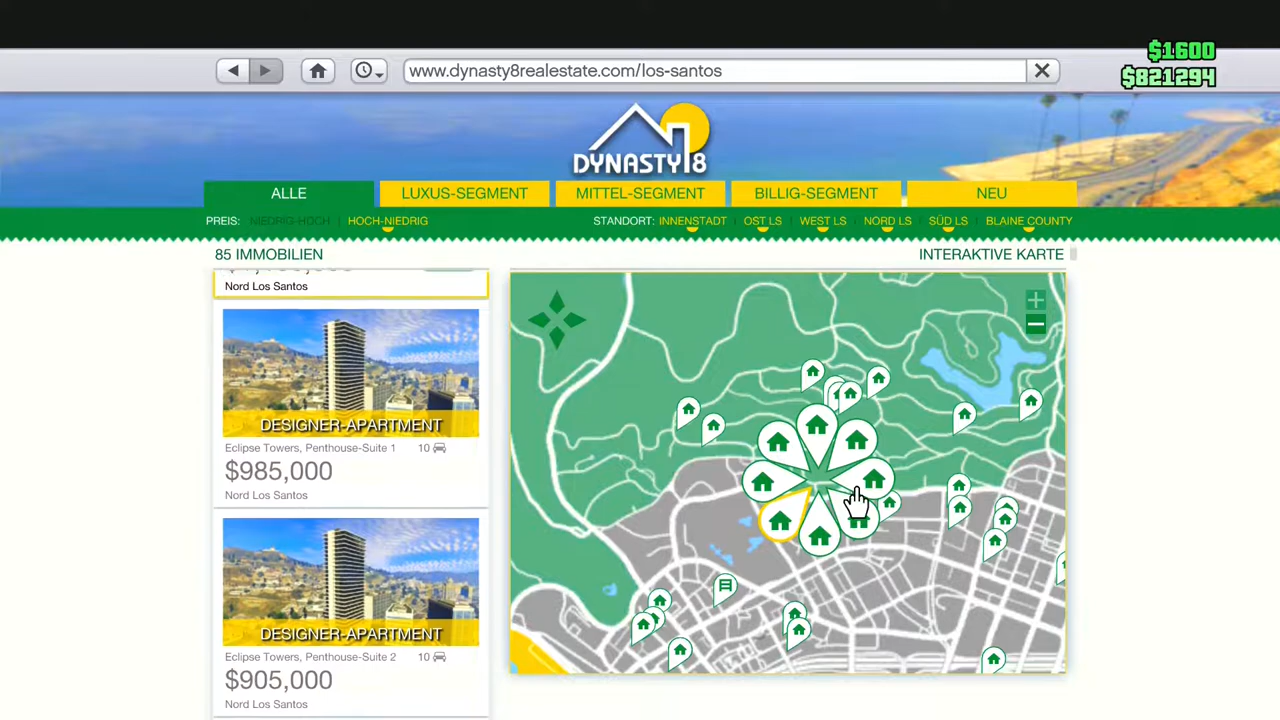 $1600
www.dynasty8realestate.com/los-santos
$821294
DYNASTY 8
ALLE
LUXUS-SEGMENT
MITTEL-SEGMENT
BILLIG-SEGMENT
NEU
PREIS: NIEDRIG-HOCH | HOCH-NIEDRIG
STANDORT: INNENSTADT | OST LS | WEST LS | NORD LS | SÜD LS | BLAINE COUNTY
85 IMMOBILIEN
INTERAKTIVE KARTE
Nord Los Santos
DESIGNER-APARTMENT
Eclipse Towers, Penthouse-Suite 1 10
$985,000
Nord Los Santos
DESIGNER-APARTMENT
Eclipse Towers, Penthouse-Suite 2 10
$905,000
Nord Los Santos